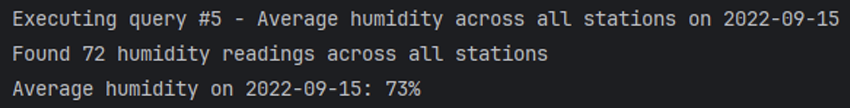 Executing query #5 - Average humidity across all stations on 2022-09-15
Found 72 humidity readings across all stations
Average humidity on 2022-09-15: 73%